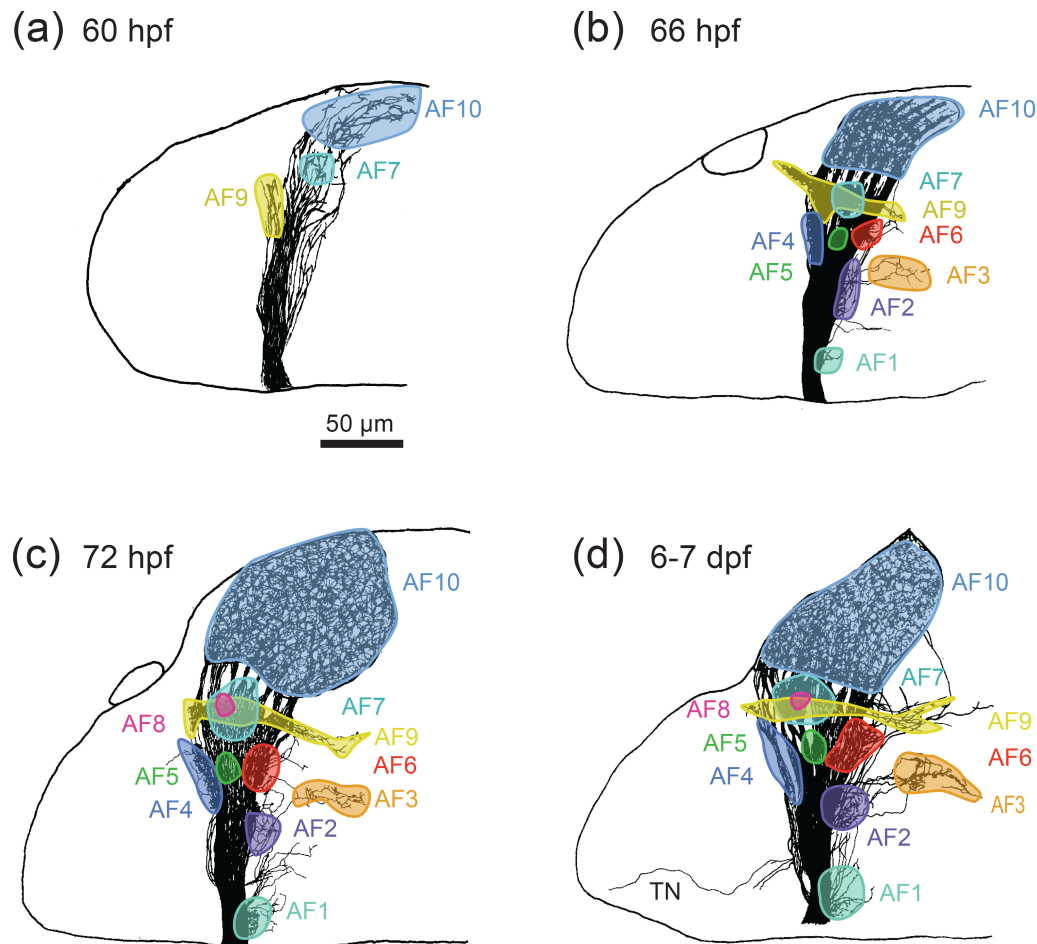 (a) 60 hpf
AF10
AF7
AF9
50 µm
(b) 66 hpf
AF10
AF7
AF9
AF4
AF6
AF5
AF3
AF2
AF1
(c) 72 hpf
AF10
AF7
AF8
AF9
AF5
AF6
AF4
AF3
AF2
AF1
(d) 6-7 dpf
AF10
AF7
AF8
AF9
AF5
AF6
AF4
AF3
AF2
TN
AF1